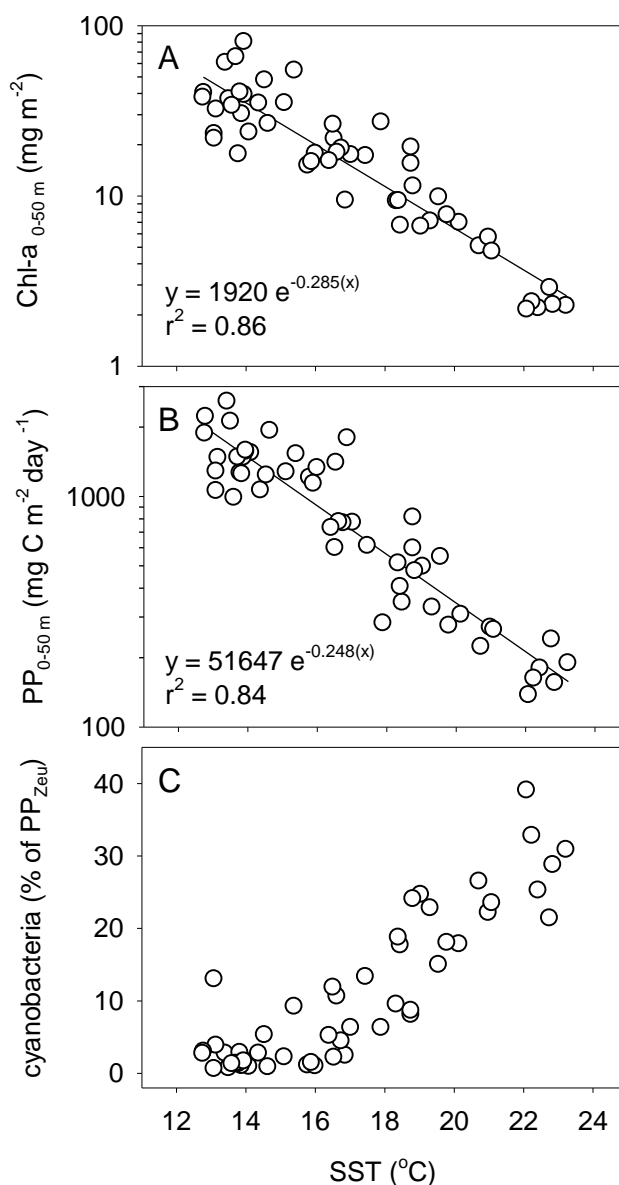 A
100
10
1
Chl-a 0-50 m (mg m-2)
y = 1920 e-0.285(x)
r2 = 0.86
B
1000
100
PP0-50 m (mg C m-2 day -1)
y = 51647 e-0.248(x)
r2 = 0.84
C
40
30
20
10
0
cyanobacteria (% of PPZeu)
12 14 16 18 20 22 24
SST (oC)